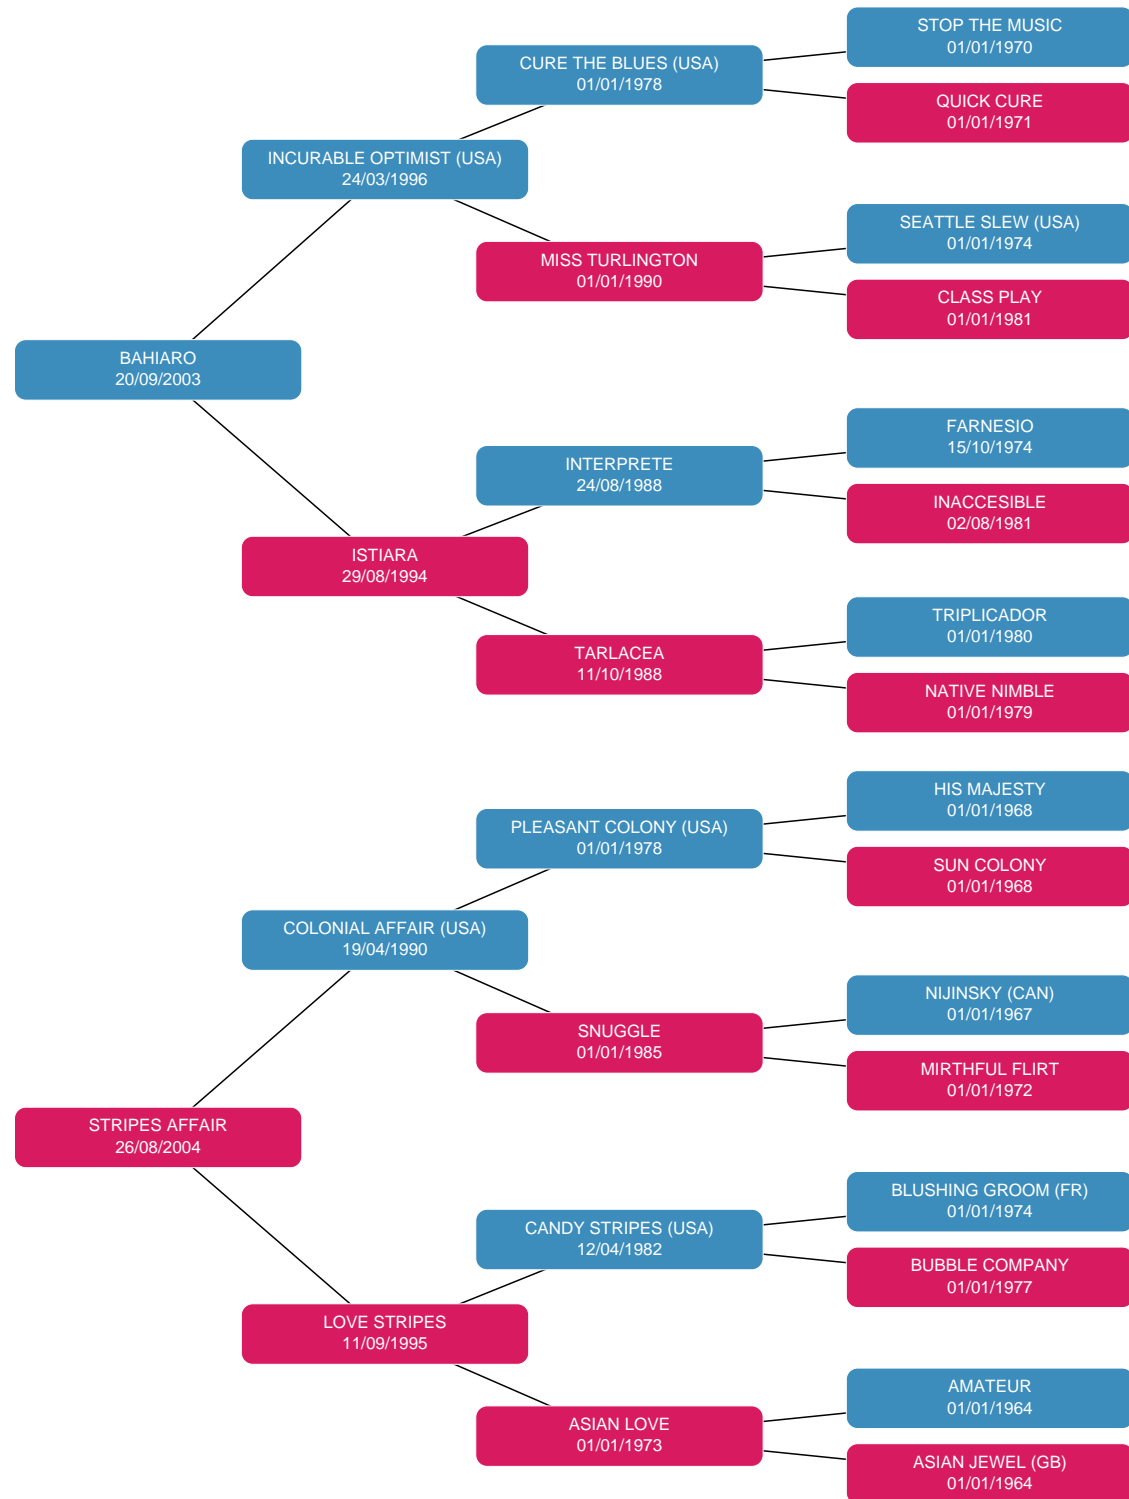 STOP THE MUSIC
01/01/1970
CURE THE BLUES (USA)
01/01/1978
QUICK CURE
01/01/1971
INCURABLE OPTIMIST (USA)
24/03/1996
SEATTLE SLEW (USA)
01/01/1974
MISS TURLINGTON
01/01/1990
CLASS PLAY
01/01/1981
BAHIARO
20/09/2003
FARNESIO
15/10/1974
INTERPRETE
24/08/1988
INACCESIBLE
02/08/1981
ISTIARA
29/08/1994
TRIPLICADOR
01/01/1980
TARLACEA
11/10/1988
NATIVE NIMBLE
01/01/1979
HIS MAJESTY
01/01/1968
PLEASANT COLONY (USA)
01/01/1978
SUN COLONY
01/01/1968
COLONIAL AFFAIR (USA)
19/04/1990
NIJINSKY (CAN)
01/01/1967
SNUGGLE
01/01/1985
MIRTHFUL FLIRT
01/01/1972
STRIPES AFFAIR
26/08/2004
BLUSHING GROOM (FR)
01/01/1974
CANDY STRIPES (USA)
12/04/1982
BUBBLE COMPANY
01/01/1977
LOVE STRIPES
11/09/1995
AMATEUR
01/01/1964
ASIAN LOVE
01/01/1973
ASIAN JEWEL (GB)
01/01/1964